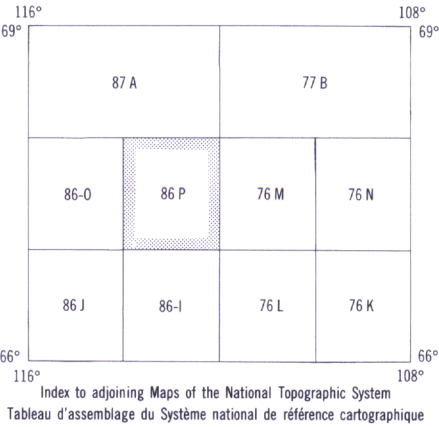 116° 108°
69° 69°
87 A 77 B
86-O 86 P 76 M 76 N
86 J 86-I 76 L 76 K
66° 66°
116° 108°
Index to adjoining Maps of the National Topographic System
Tableau d'assemblage du Système national de référence cartographique